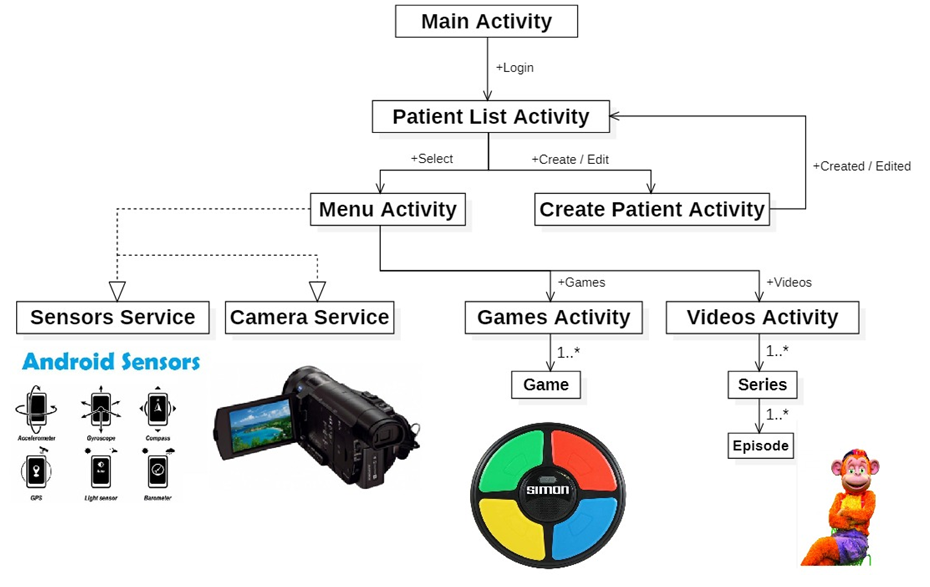 Main Activity
+Login
Patient List Activity
+Select
+Create / Edit
+Created / Edited
Menu Activity
Create Patient Activity
+Games
+Videos
Sensors Service
Camera Service
Games Activity
Videos Activity
1..*
1..*
Android Sensors
Game
Series
1..*
Accelerometer
Gyroscope
Compass
Episode
GPS
Light sensor
Barometer
SIMON